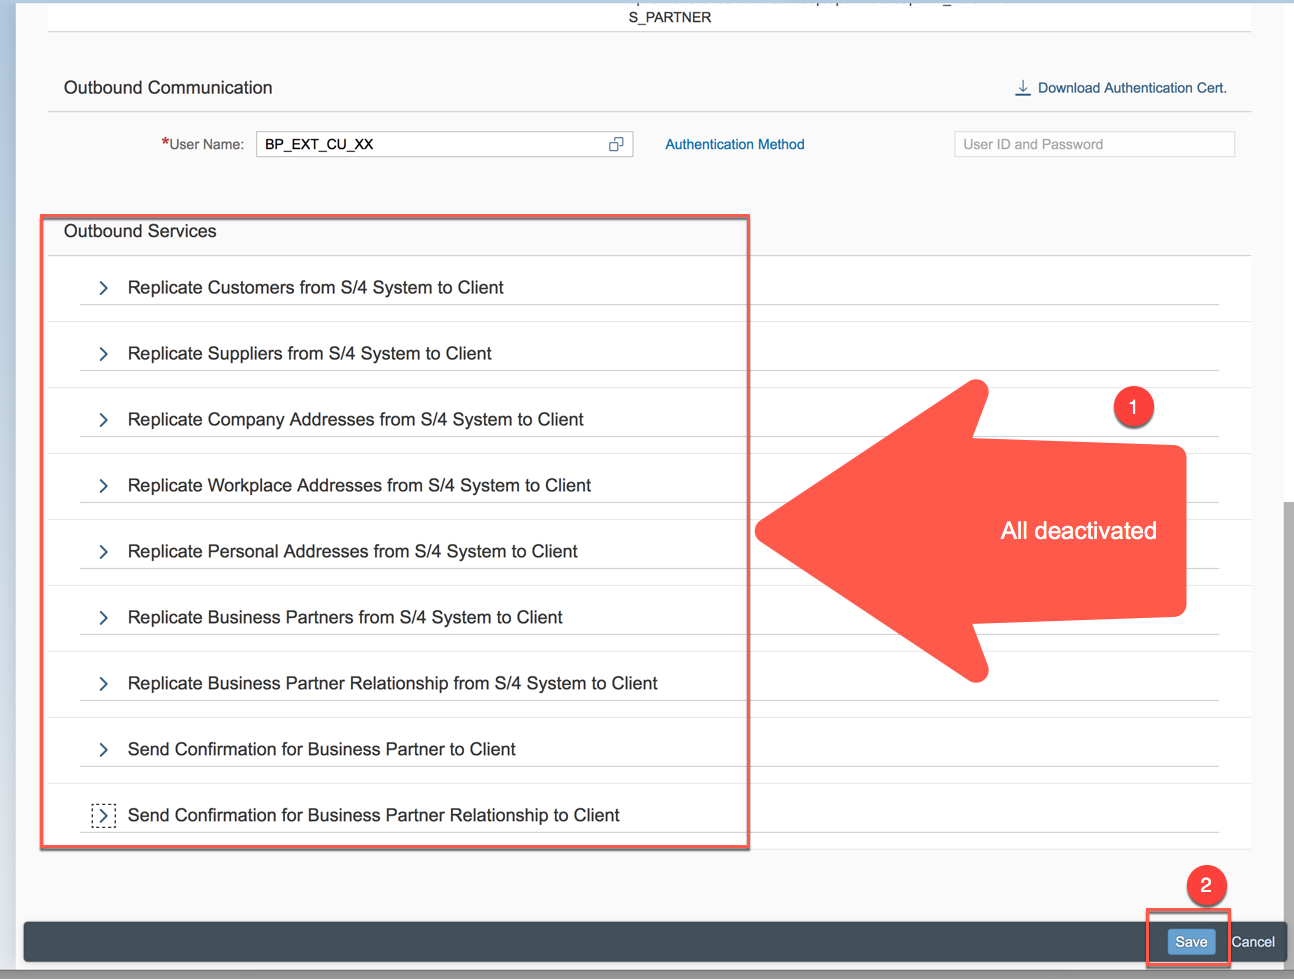 S_PARTNER
Outbound Communication
Download Authentication Cert.
*User Name: BP_EXT_CU_XX Authentication Method User ID and Password
Outbound Services
Replicate Customers from S/4 System to Client
Replicate Suppliers from S/4 System to Client
Replicate Company Addresses from S/4 System to Client
1
Replicate Workplace Addresses from S/4 System to Client
All deactivated
Replicate Personal Addresses from S/4 System to Client
Replicate Business Partners from S/4 System to Client
Replicate Business Partner Relationship from S/4 System to Client
Send Confirmation for Business Partner to Client
Send Confirmation for Business Partner Relationship to Client
2
Save Cancel